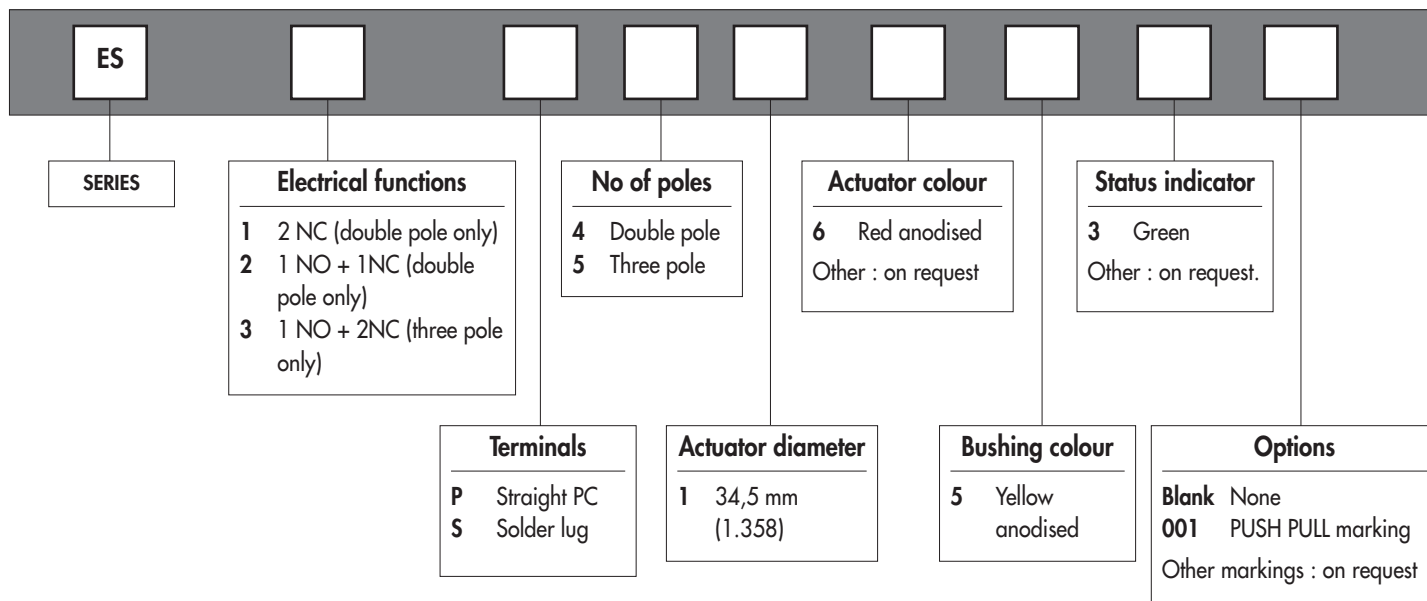 ES
SERIES
Electrical functions
1 2 NC (double pole only)
2 1 NO + 1NC (double
pole only)
3 1 NO + 2NC (three pole
only)
No of poles
4 Double pole
5 Three pole
Actuator colour
6 Red anodised
Other : on request
Status indicator
3 Green
Other : on request.
Terminals
P Straight PC
S Solder lug
Actuator diameter
1 34,5 mm
(1.358)
Bushing colour
5 Yellow
anodised
Options
Blank None
001 PUSH PULL marking
Other markings : on request